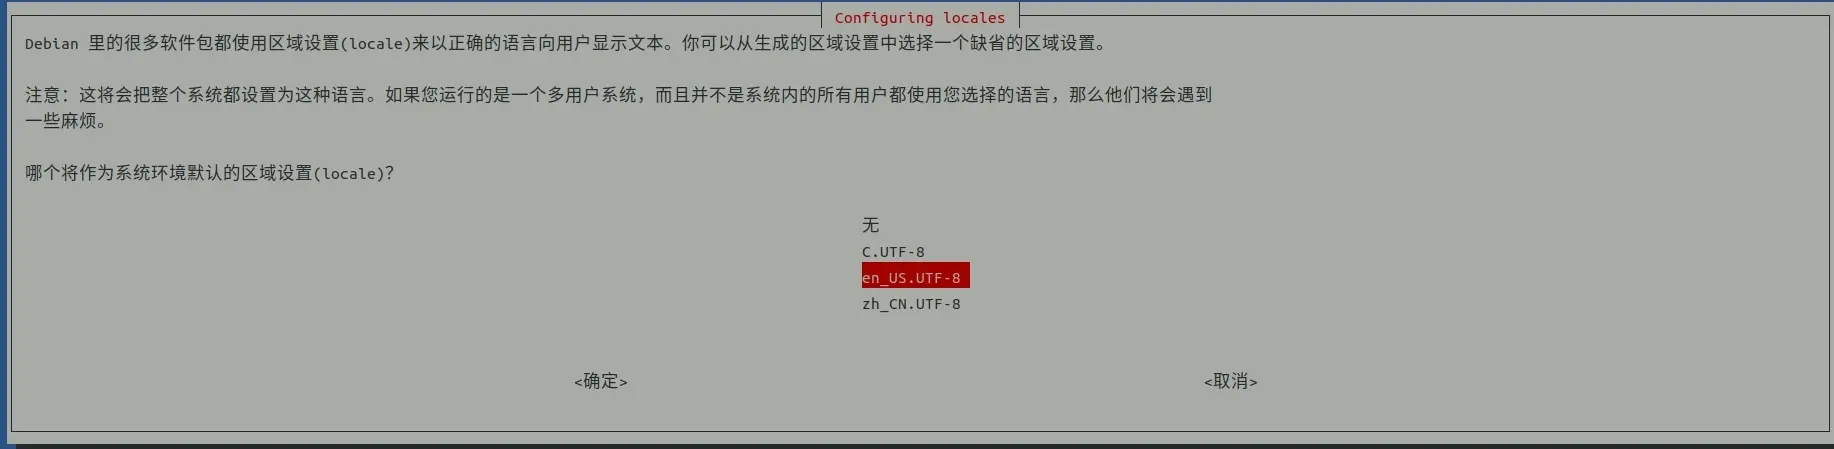 Configuring locales
Debian 里的很多软件包都使用区域设置(locale)来以正确的语言向用户显示文本。你可以从生成的区域设置中选择一个缺省的区域设置。
注意：这将会把整个系统都设置为这种语言。如果您运行的是一个多用户系统，而且并不是系统内的所有用户都使用您选择的语言，那么他们将会遇到
一些麻烦。
哪个将作为系统环境默认的区域设置(locale)？
无
C.UTF-8
en_US.UTF-8
zh_CN.UTF-8
<确定> <取消>